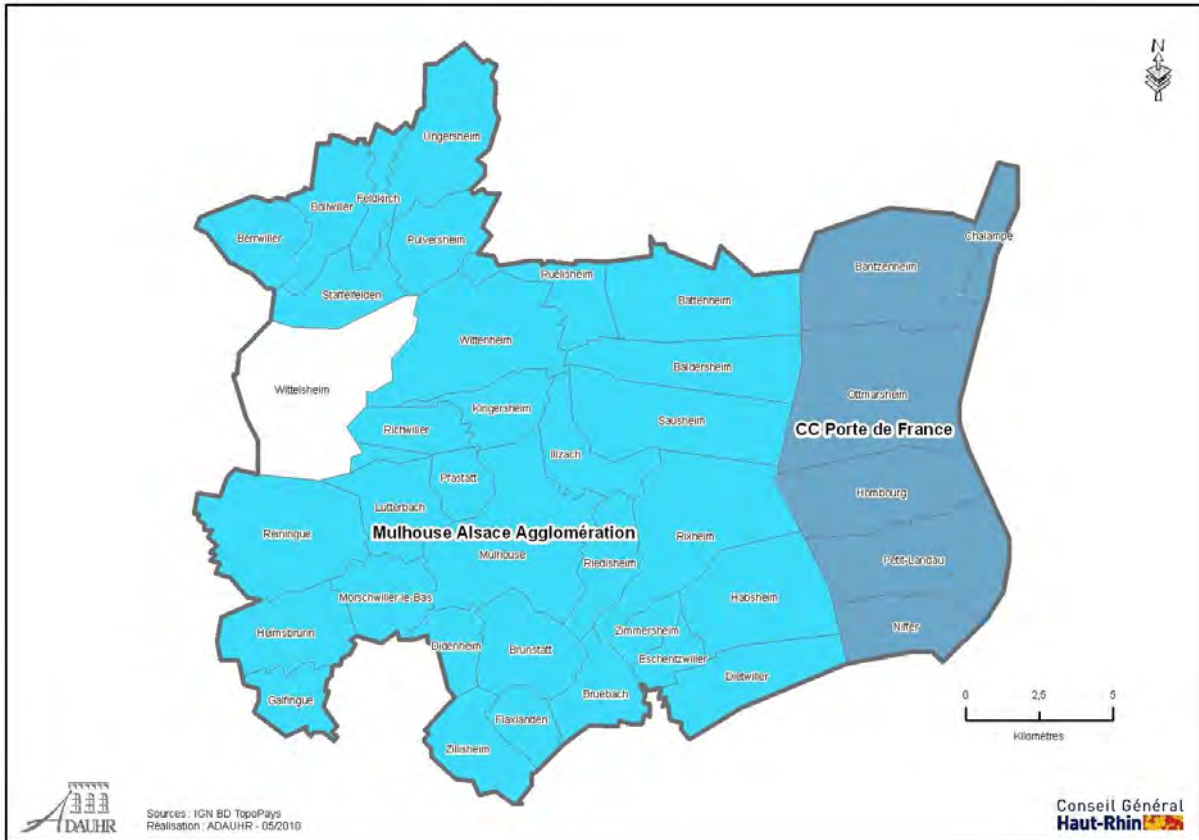 N
Ungersheim
Bollwiller
Feldkirch
Berrwiller
Pulversheim
Chalampe
Ruelisheim
Bantzenheim
Staffelfelden
Battenheim
Wittenheim
Baldersheim
Wittelsheim
Ottmarsheim
Kingersheim
Sausheim
Richwiller
CC Porte de France
Illzach
Pfastatt
Hombourg
Lutterbach
Mulhouse Alsace Agglomération
Reiningue
Rixheim
Mulhouse
Riedisheim
Petit-Landau
Morschwiller-le-Bas
Habsheim
Niffer
Heimsbrunn
Zimmersheim
Didenheim
Brunstatt
Eschentzwiller
Dietwiller
Bruebach
Galfingue
Flaxlanden
Zillisheim
0 2,5 5
Kilomètres
ADAUHR
Sources : IGN BD TopoPays
Réalisation : ADAUHR - 05/2010
Conseil Général
Haut-Rhin